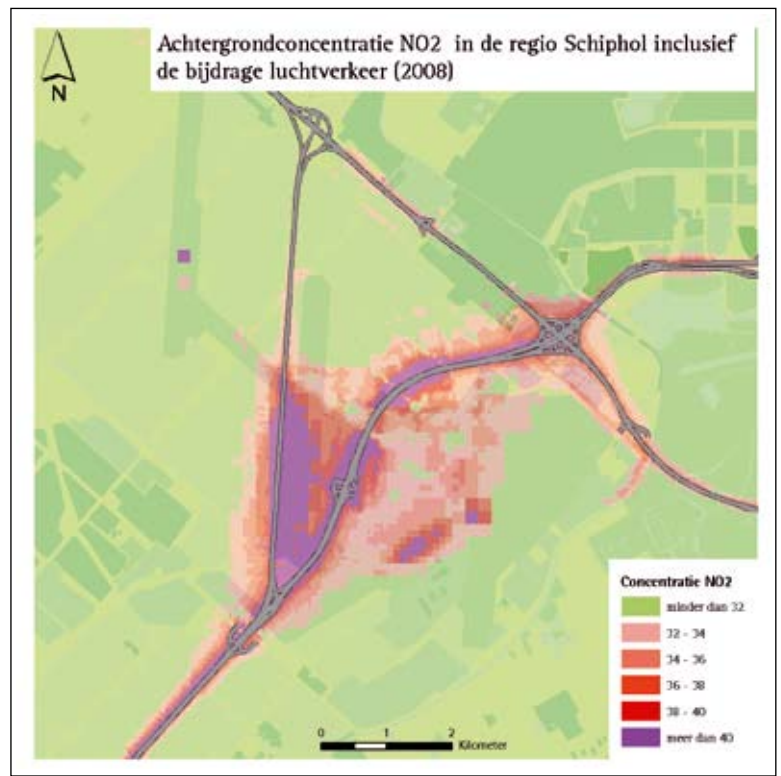 Achtergrondconcentratie NO2 in de regio Schiphol inclusief
de bijdrage luchtverkeer (2008)
N
Concentratie NO2
minder dan 32
32 - 34
34 - 36
36 - 38
38 - 40
meer dan 40
0 1 2
Kilometer